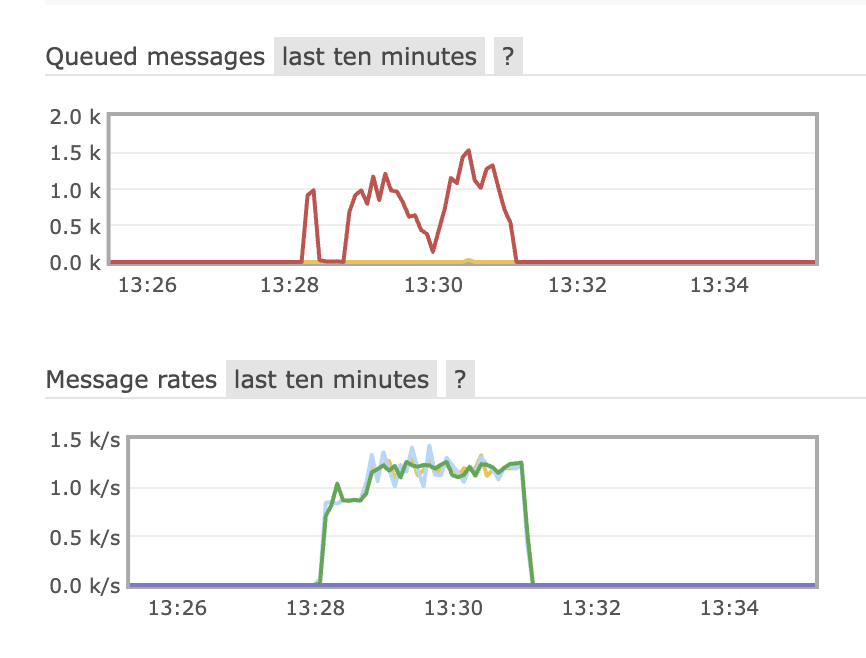 Queued messages last ten minutes ?
2.0 k
1.5 k
1.0 k
0.5 k
0.0 k
13:26 13:28 13:30 13:32 13:34
Message rates last ten minutes ?
1.5 k/s
1.0 k/s
0.5 k/s
0.0 k/s
13:26 13:28 13:30 13:32 13:34